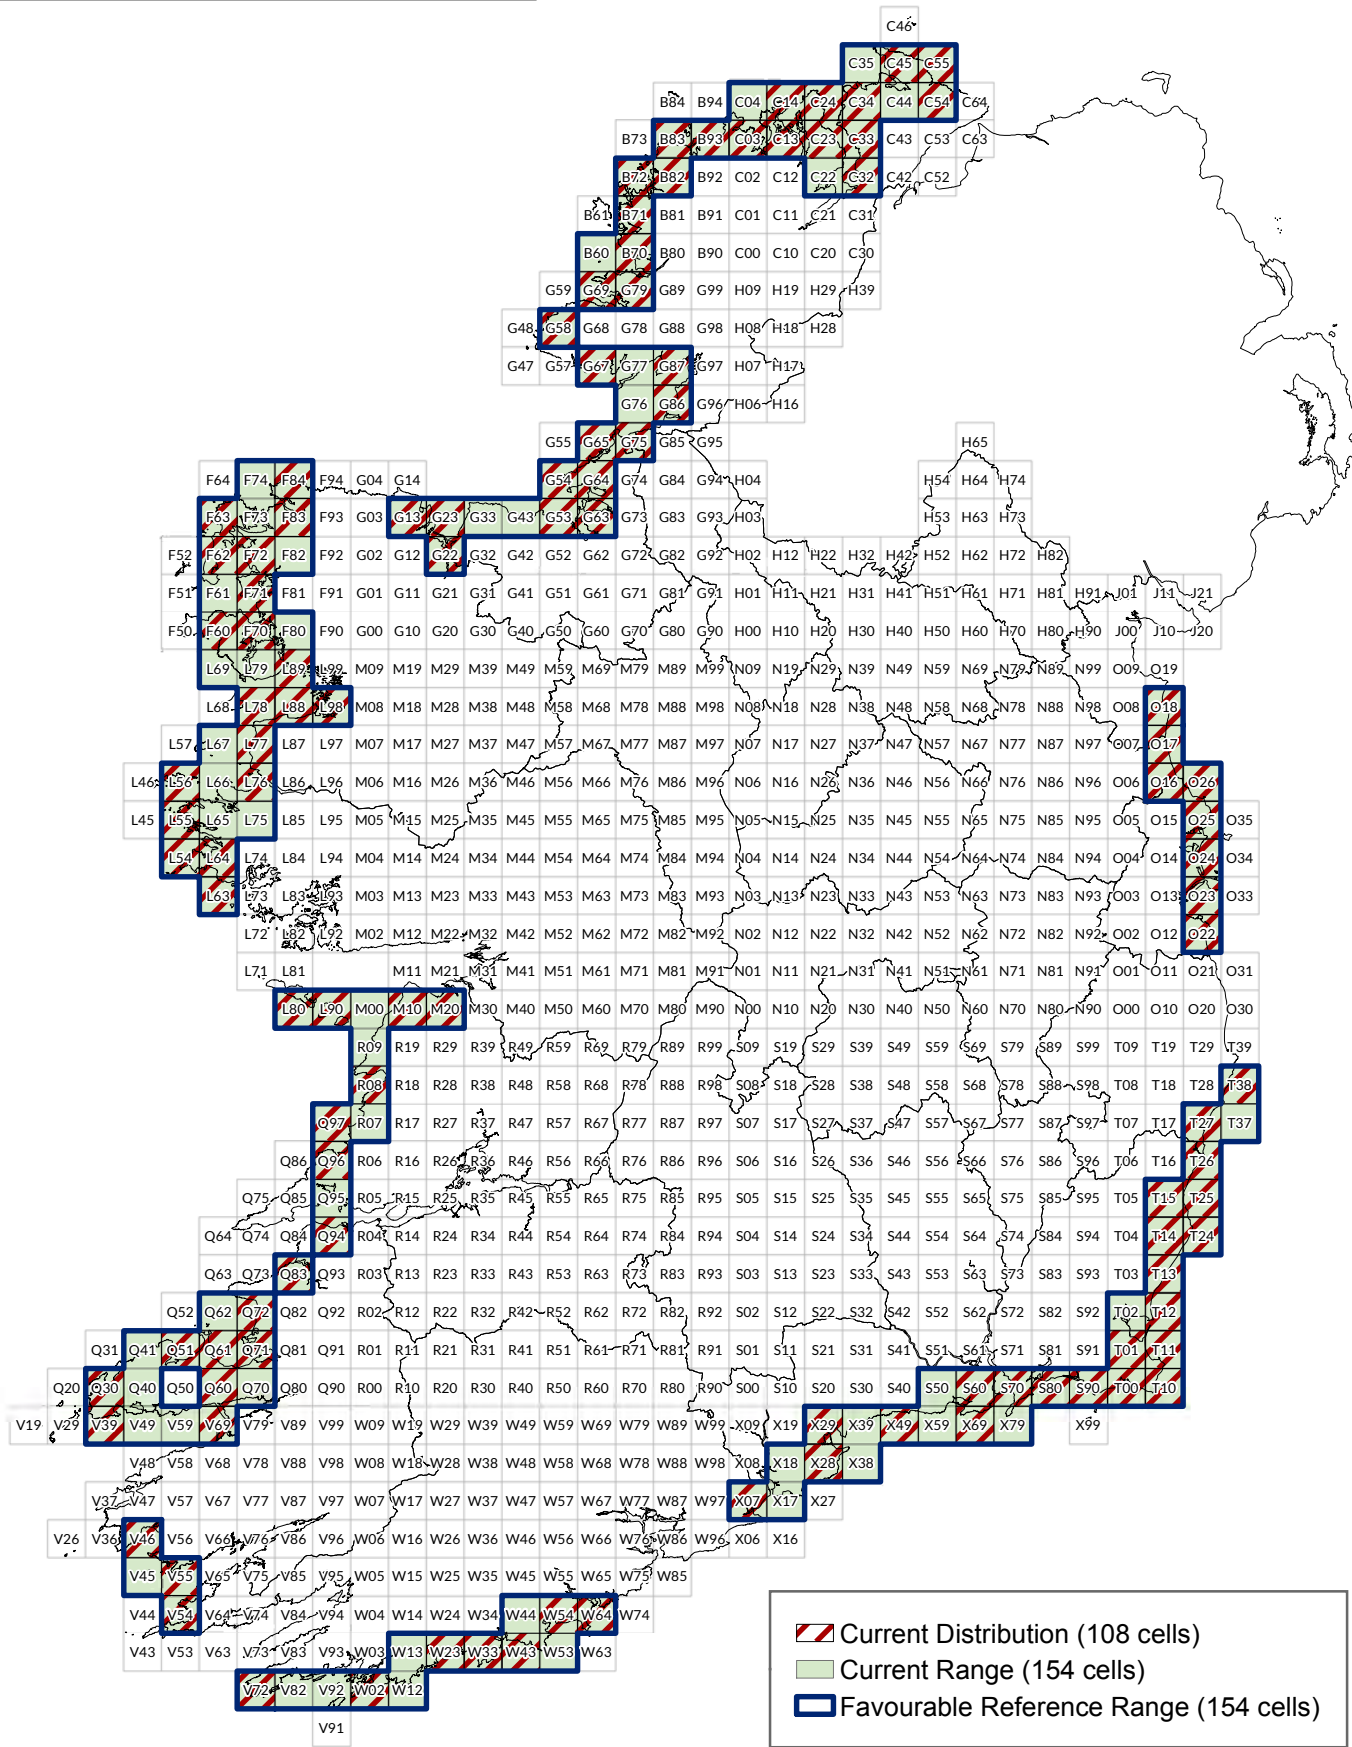 C46
C35 C45 C55
B84 B94 C04 C14 C24 C34 C44 C54 C64
B73 B83 B93 C03 C13 C23 C33 C43 C53 C63
B72 B82 B92 C02 C12 C22 C32 C42 C52
B61 B71 B81 B91 C01 C11 C21 C31
B60 B70 B80 B90 C00 C10 C20 C30
G59 G69 G79 G89 G99 H09 H19 H29 H39
G48 G58 G68 G78 G88 G98 H08 H18 H28
G47 G57 G67 G77 G87 G97 H07 H17
G76 G86 G96 H06 H16
G55 G65 G75 G85 G95 H65
F64 F74 F84 F94 G04 G14 G54 G64 G74 G84 G94 H04 H54 H64 H74
F63 F73 F83 F93 G03 G13 G23 G33 G43 G53 G63 G73 G83 G93 H03 H53 H63 H73
F52 F62 F72 F82 F92 G02 G12 G22 G32 G42 G52 G62 G72 G82 G92 H02 H12 H22 H32 H42 H52 H62 H72 H82
F51 F61 F71 F81 F91 G01 G11 G21 G31 G41 G51 G61 G71 G81 G91 H01 H11 H21 H31 H41 H51 H61 H71 H81 H91 J01 J11 J21
F50 F60 F70 F80 F90 G00 G10 G20 G30 G40 G50 G60 G70 G80 G90 H00 H10 H20 H30 H40 H50 H60 H70 H80 H90 J00 J10 J20
L69 L79 L89 L99 M09 M19 M29 M39 M49 M59 M69 M79 M89 M99 N09 N19 N29 N39 N49 N59 N69 N79 N89 N99 O09 O19
L68 L78 L88 L98 M08 M18 M28 M38 M48 M58 M68 M78 M88 M98 N08 N18 N28 N38 N48 N58 N68 N78 N88 N98 O08 O18
L57 L67 L77 L87 L97 M07 M17 M27 M37 M47 M57 M67 M77 M87 M97 N07 N17 N27 N37 N47 N57 N67 N77 N87 N97 O07 O17
L46 L56 L66 L76 L86 L96 M06 M16 M26 M36 M46 M56 M66 M76 M86 M96 N06 N16 N26 N36 N46 N56 N66 N76 N86 N96 O06 O16 O26
L45 L55 L65 L75 L85 L95 M05 M15 M25 M35 M45 M55 M65 M75 M85 M95 N05 N15 N25 N35 N45 N55 N65 N75 N85 N95 O05 O15 O25 O35
L54 L64 L74 L84 L94 M04 M14 M24 M34 M44 M54 M64 M74 M84 M94 N04 N14 N24 N34 N44 N54 N64 N74 N84 N94 O04 O14 O24 O34
L63 L73 L83 L93 M03 M13 M23 M33 M43 M53 M63 M73 M83 M93 N03 N13 N23 N33 N43 N53 N63 N73 N83 N93 O03 O13 O23 O33
L72 L82 L92 M02 M12 M22 M32 M42 M52 M62 M72 M82 M92 N02 N12 N22 N32 N42 N52 N62 N72 N82 N92 O02 O12 O22
L71 L81 M11 M21 M31 M41 M51 M61 M71 M81 M91 N01 N11 N21 N31 N41 N51 N61 N71 N81 N91 O01 O11 O21 O31
L80 L90 M00 M10 M20 M30 M40 M50 M60 M70 M80 M90 N00 N10 N20 N30 N40 N50 N60 N70 N80 N90 O00 O10 O20 O30
R09 R19 R29 R39 R49 R59 R69 R79 R89 R99 S09 S19 S29 S39 S49 S59 S69 S79 S89 S99 T09 T19 T29 T39
R08 R18 R28 R38 R48 R58 R68 R78 R88 R98 S08 S18 S28 S38 S48 S58 S68 S78 S88 S98 T08 T18 T28 T38
Q97 R07 R17 R27 R37 R47 R57 R67 R77 R87 R97 S07 S17 S27 S37 S47 S57 S67 S77 S87 S97 T07 T17 T27 T37
Q86 Q96 R06 R16 R26 R36 R46 R56 R66 R76 R86 R96 S06 S16 S26 S36 S46 S56 S66 S76 S86 S96 T06 T16 T26
Q75 Q85 Q95 R05 R15 R25 R35 R45 R55 R65 R75 R85 R95 S05 S15 S25 S35 S45 S55 S65 S75 S85 S95 T05 T15 T25
Q64 Q74 Q84 Q94 R04 R14 R24 R34 R44 R54 R64 R74 R84 R94 S04 S14 S24 S34 S44 S54 S64 S74 S84 S94 T04 T14 T24
Q63 Q73 Q83 Q93 R03 R13 R23 R33 R43 R53 R63 R73 R83 R93 S03 S13 S23 S33 S43 S53 S63 S73 S83 S93 T03 T13
Q52 Q62 Q72 Q82 Q92 R02 R12 R22 R32 R42 R52 R62 R72 R82 R92 S02 S12 S22 S32 S42 S52 S62 S72 S82 S92 T02 T12
Q31 Q41 Q51 Q61 Q71 Q81 Q91 R01 R11 R21 R31 R41 R51 R61 R71 R81 R91 S01 S11 S21 S31 S41 S51 S61 S71 S81 S91 T01 T11
Q20 Q30 Q40 Q50 Q60 Q70 Q80 Q90 R00 R10 R20 R30 R40 R50 R60 R70 R80 R90 S00 S10 S20 S30 S40 S50 S60 S70 S80 S90 T00 T10
V19 V29 V39 V49 V59 V69 V79 V89 V99 W09 W19 W29 W39 W49 W59 W69 W79 W89 W99 X09 X19 X29 X39 X49 X59 X69 X79 X99
V48 V58 V68 V78 V88 V98 W08 W18 W28 W38 W48 W58 W68 W78 W88 W98 X08 X18 X28 X38
V37 V47 V57 V67 V77 V87 V97 W07 W17 W27 W37 W47 W57 W67 W77 W87 W97 X07 X17 X27
V26 V36 V46 V56 V66 V76 V86 V96 W06 W16 W26 W36 W46 W56 W66 W76 W86 W96 X06 X16
V45 V55 V65 V75 V85 V95 W05 W15 W25 W35 W45 W55 W65 W75 W85
V44 V54 V64 V74 V84 V94 W04 W14 W24 W34 W44 W54 W64 W74
V43 V53 V63 V73 V83 V93 W03 W13 W23 W33 W43 W53 W63
V72 V82 V92 W02 W12
V91
Current Distribution (108 cells)
Current Range (154 cells)
Favourable Reference Range (154 cells)